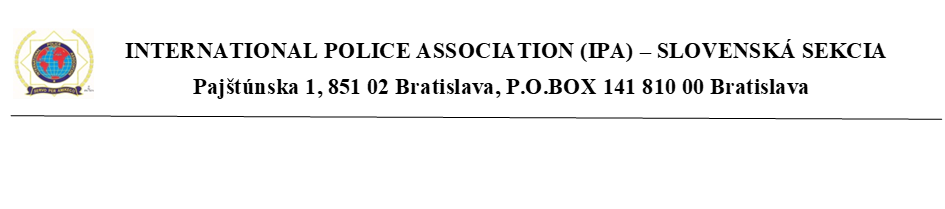 INTERNATIONAL POLICE ASSOCIATION (IPA) – SLOVENSKÁ SEKCIA
Pajštúnska 1, 851 02 Bratislava, P.O.BOX 141 810 00 Bratislava